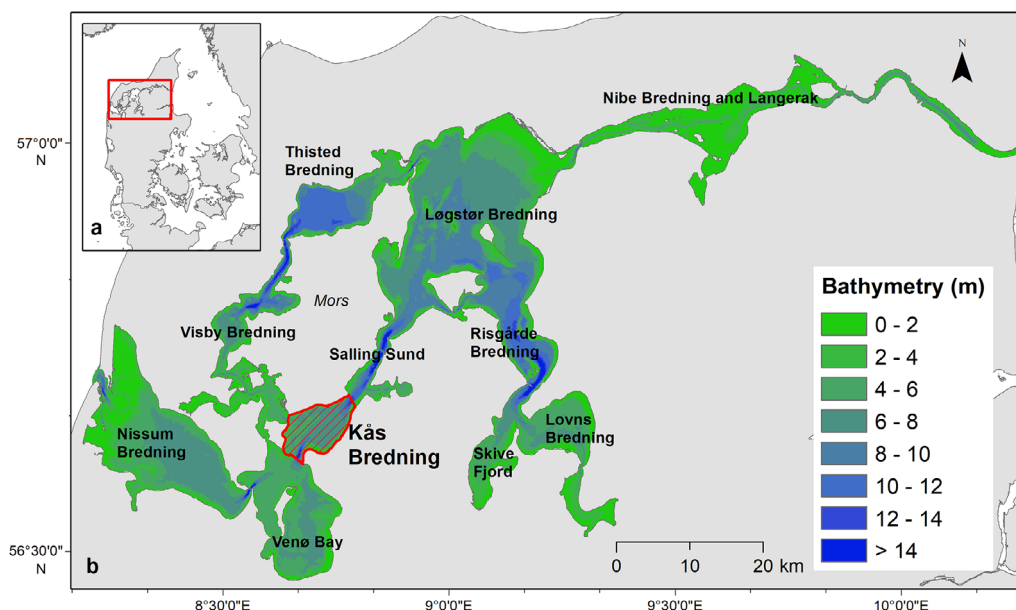 a
N
Nibe Bredning and Langerak
57°0'0"
N
Thisted
Bredning
Løgstør Bredning
Mors
Visby Bredning
Salling Sund
Risgårde
Bredning
Nissum
Bredning
Kås
Bredning
Lovns
Bredning
Skive
Fjord
Venø Bay
56°30'0"
N
b
Bathymetry (m)
0 - 2
2 - 4
4 - 6
6 - 8
8 - 10
10 - 12
12 - 14
> 14
0 10 20 km
8°30'0"E
9°0'0"E
9°30'0"E
10°0'0"E